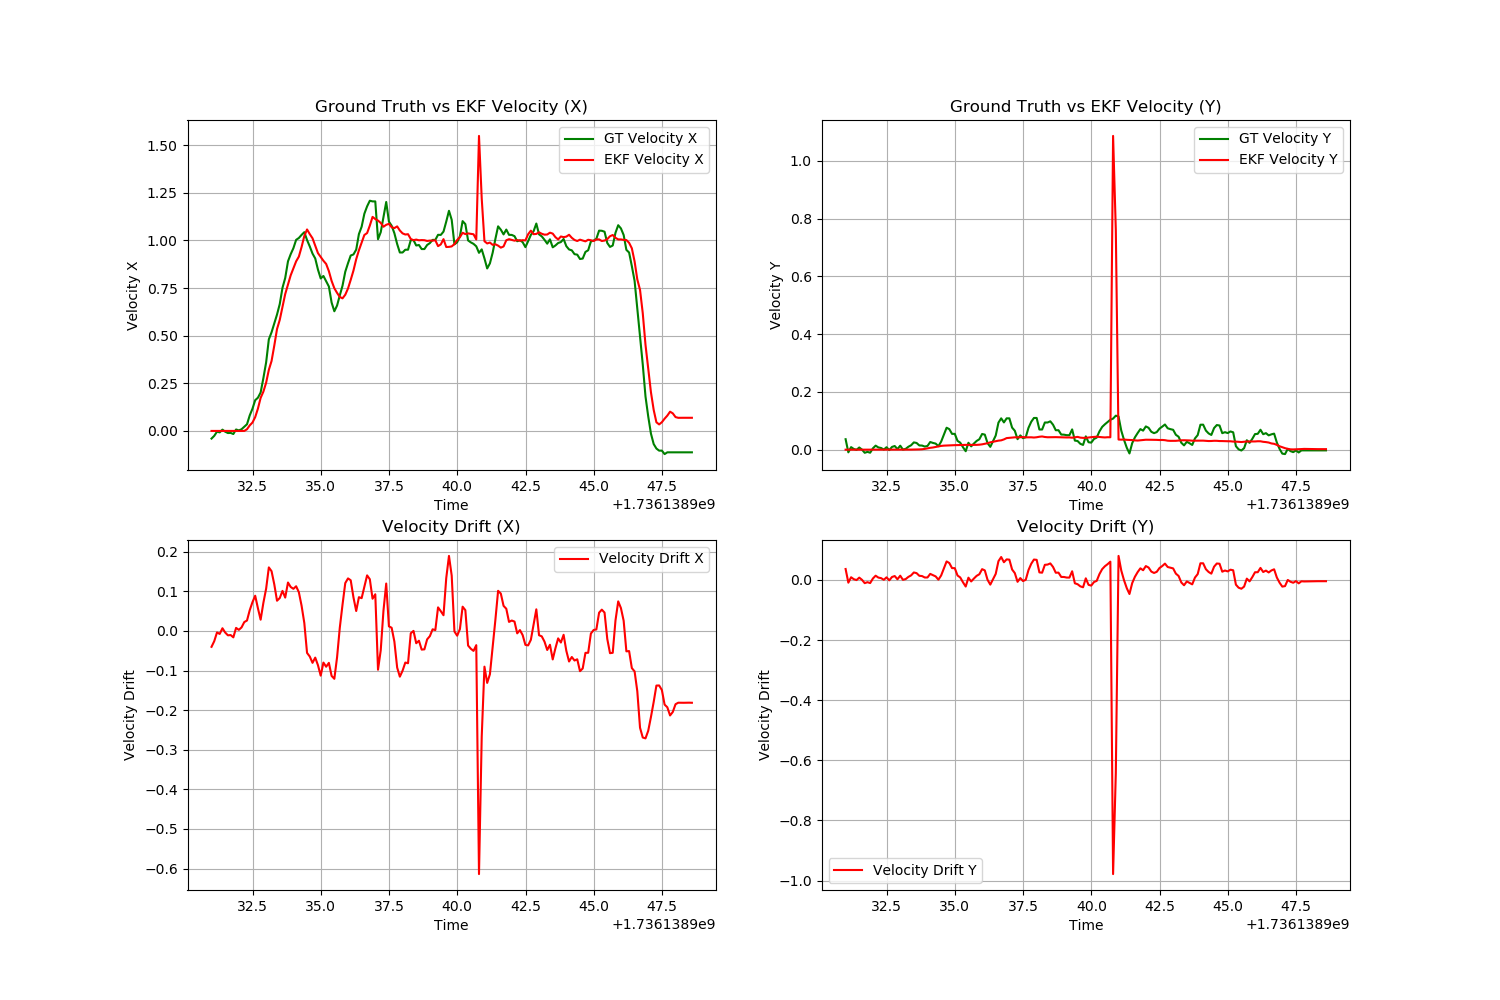 Ground Truth vs EKF Velocity (X)
GT Velocity X
EKF Velocity X
1.50
1.25
1.00
0.75
0.50
0.25
0.00
Velocity X
32.5 35.0 37.5 40.0 42.5 45.0 47.5
Time
+1.7361389e9
Ground Truth vs EKF Velocity (Y)
GT Velocity Y
EKF Velocity Y
1.0
0.8
0.6
0.4
0.2
0.0
Velocity Y
32.5 35.0 37.5 40.0 42.5 45.0 47.5
Time
+1.7361389e9
Velocity Drift (X)
Velocity Drift X
0.2
0.1
0.0
−0.1
−0.2
−0.3
−0.4
−0.5
−0.6
Velocity Drift
32.5 35.0 37.5 40.0 42.5 45.0 47.5
Time
+1.7361389e9
Velocity Drift (Y)
0.0
−0.2
−0.4
−0.6
−0.8
−1.0
Velocity Drift
Velocity Drift Y
32.5 35.0 37.5 40.0 42.5 45.0 47.5
Time
+1.7361389e9